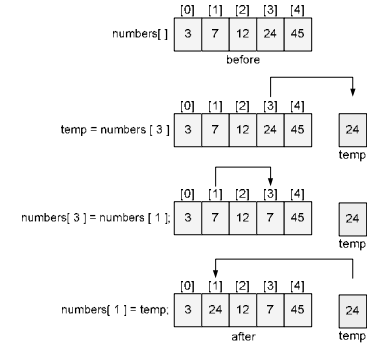 [0] [1] [2] [3] [4]
numbers[ ] 3 7 12 24 45
before
[0] [1] [2] [3] [4]
temp = numbers [ 3 ] 3 7 12 24 45 24
temp
[0] [1] [2] [3] [4]
numbers[ 3 ] = numbers [ 1 ]; 3 7 12 7 45 24
temp
[0] [1] [2] [3] [4]
numbers[ 1 ] = temp; 3 24 12 7 45 24
after temp